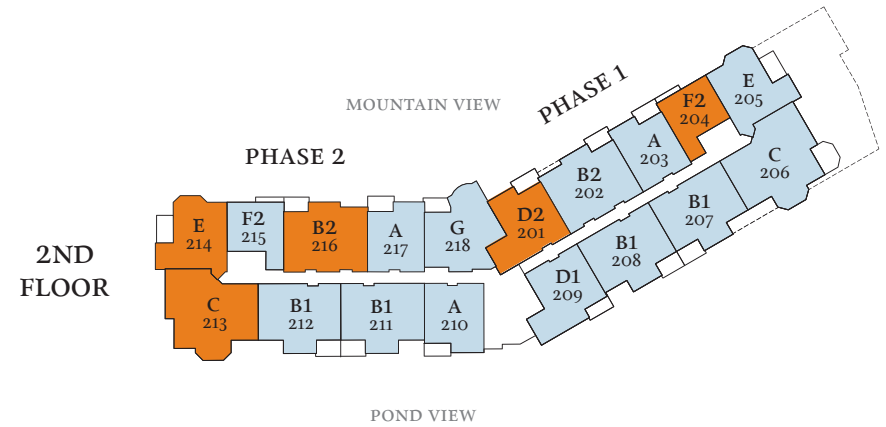 MOUNTAIN VIEW
PHASE 1
PHASE 2
2ND
FLOOR
E
214
F2
215
B2
216
A
217
G
218
D2
201
B2
202
A
203
F2
204
E
205
C
206
B1
207
B1
208
D1
209
A
210
B1
211
B1
212
C
213
POND VIEW